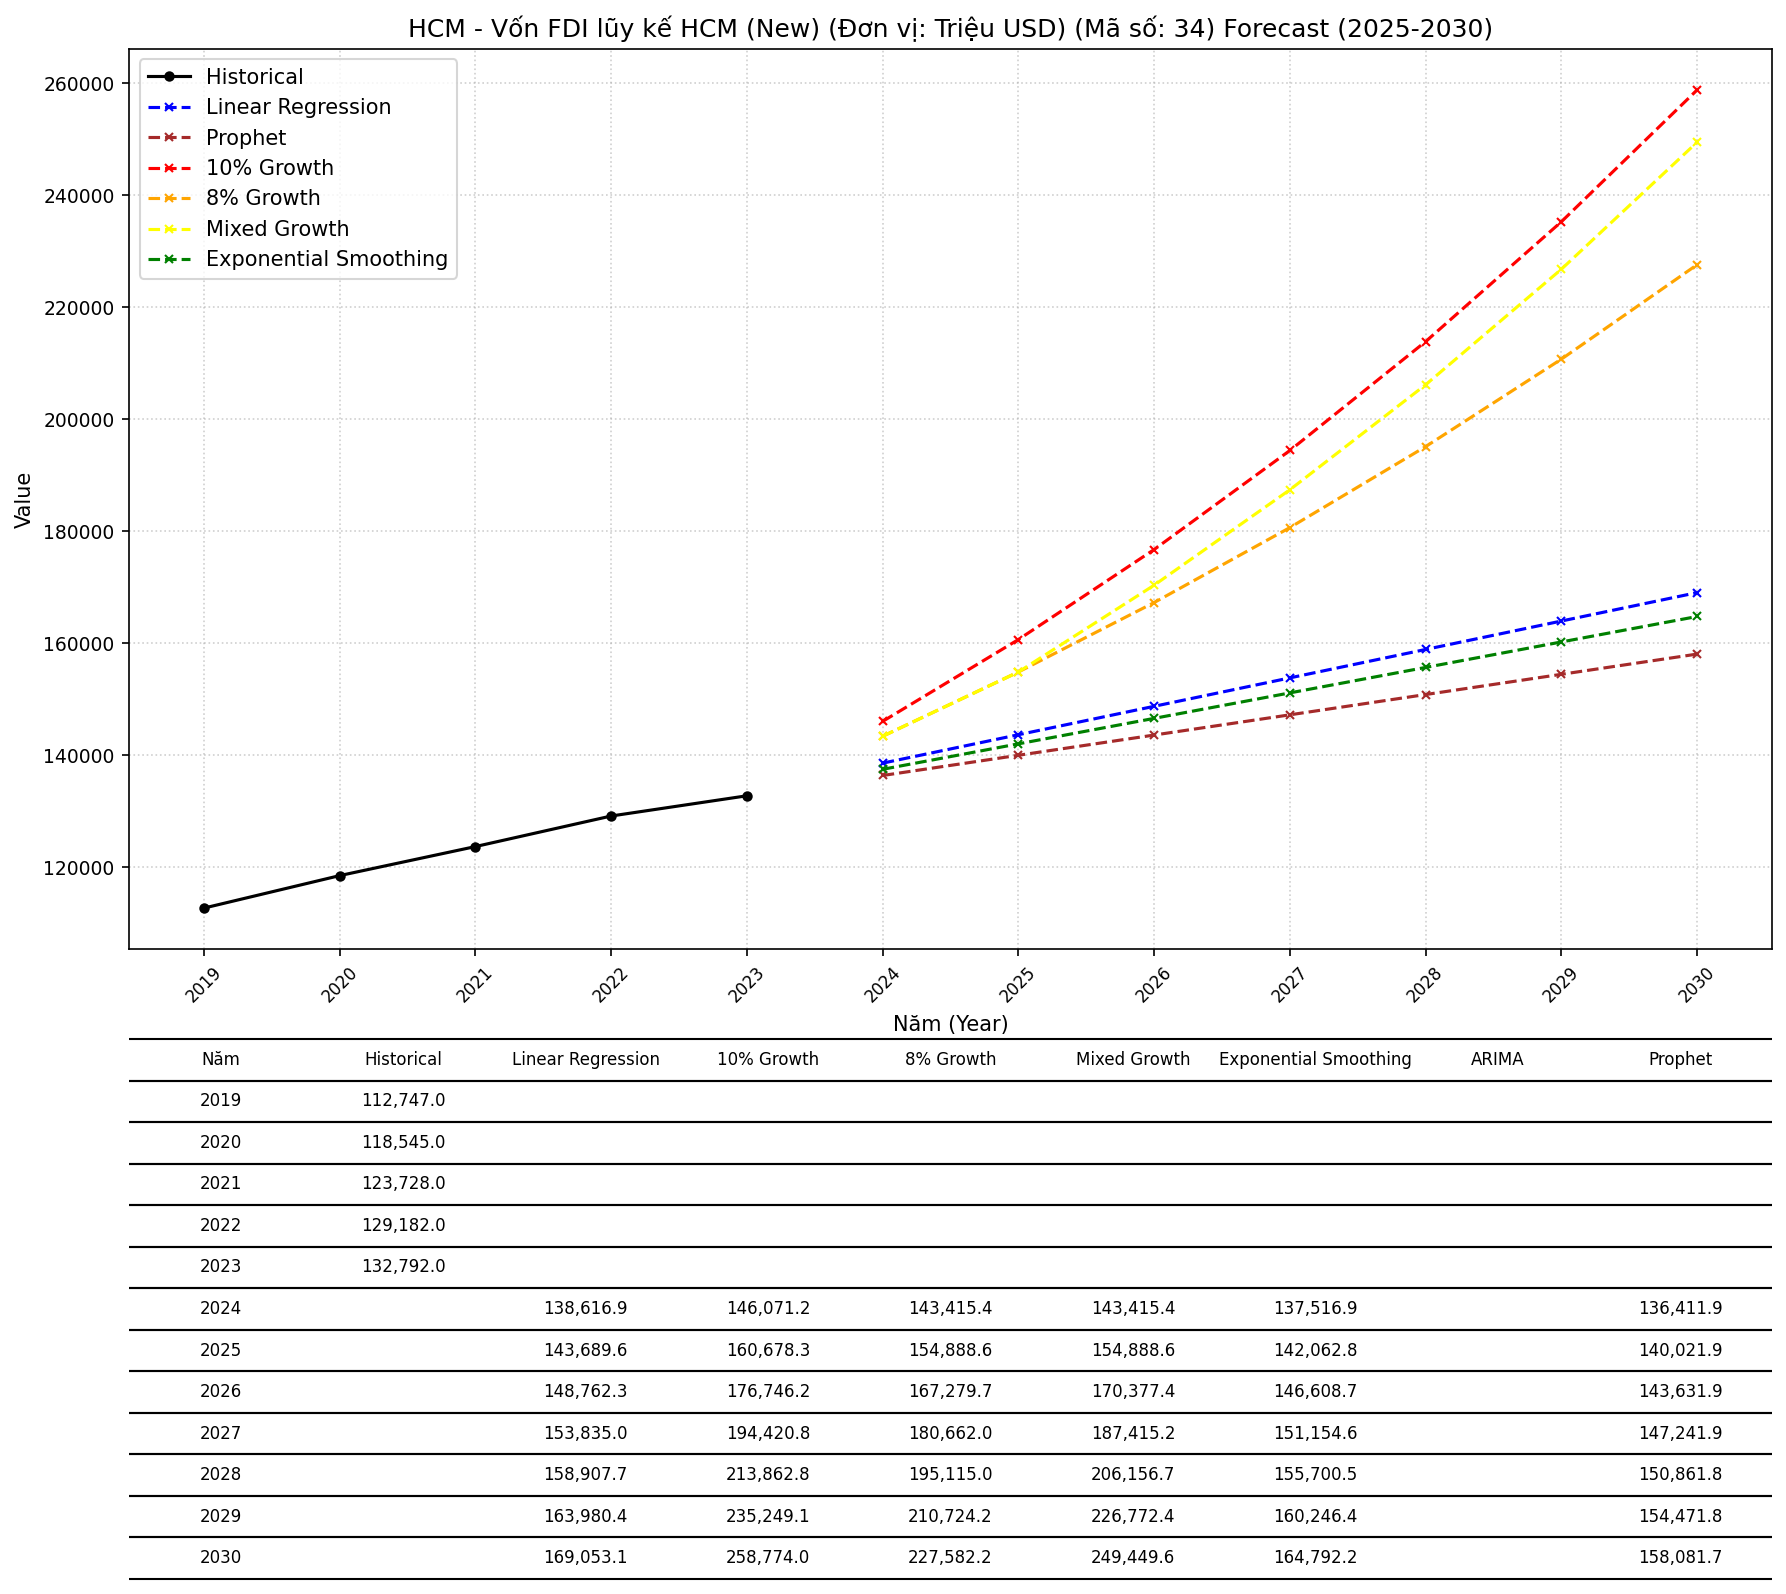 HCM - Vốn FDI lũy kế HCM (New) (Đơn vị: Triệu USD) (Mã số: 34) Forecast (2025-2030)
Historical
Linear Regression
Prophet
10% Growth
8% Growth
Mixed Growth
Exponential Smoothing
Value
260000
240000
220000
200000
180000
160000
140000
120000
2019 2020 2021 2022 2023 2024 2025 2026 2027 2028 2029 2030
Năm (Year)
Năm Historical Linear Regression 10% Growth 8% Growth Mixed Growth Exponential Smoothing ARIMA Prophet
2019 112,747.0
2020 118,545.0
2021 123,728.0
2022 129,182.0
2023 132,792.0
2024 138,616.9 146,071.2 143,415.4 143,415.4 137,516.9 136,411.9
2025 143,689.6 160,678.3 154,888.6 154,888.6 142,062.8 140,021.9
2026 148,762.3 176,746.2 167,279.7 170,377.4 146,608.7 143,631.9
2027 153,835.0 194,420.8 180,662.0 187,415.2 151,154.6 147,241.9
2028 158,907.7 213,862.8 195,115.0 206,156.7 155,700.5 150,861.8
2029 163,980.4 235,249.1 210,724.2 226,772.4 160,246.4 154,471.8
2030 169,053.1 258,774.0 227,582.2 249,449.6 164,792.2 158,081.7